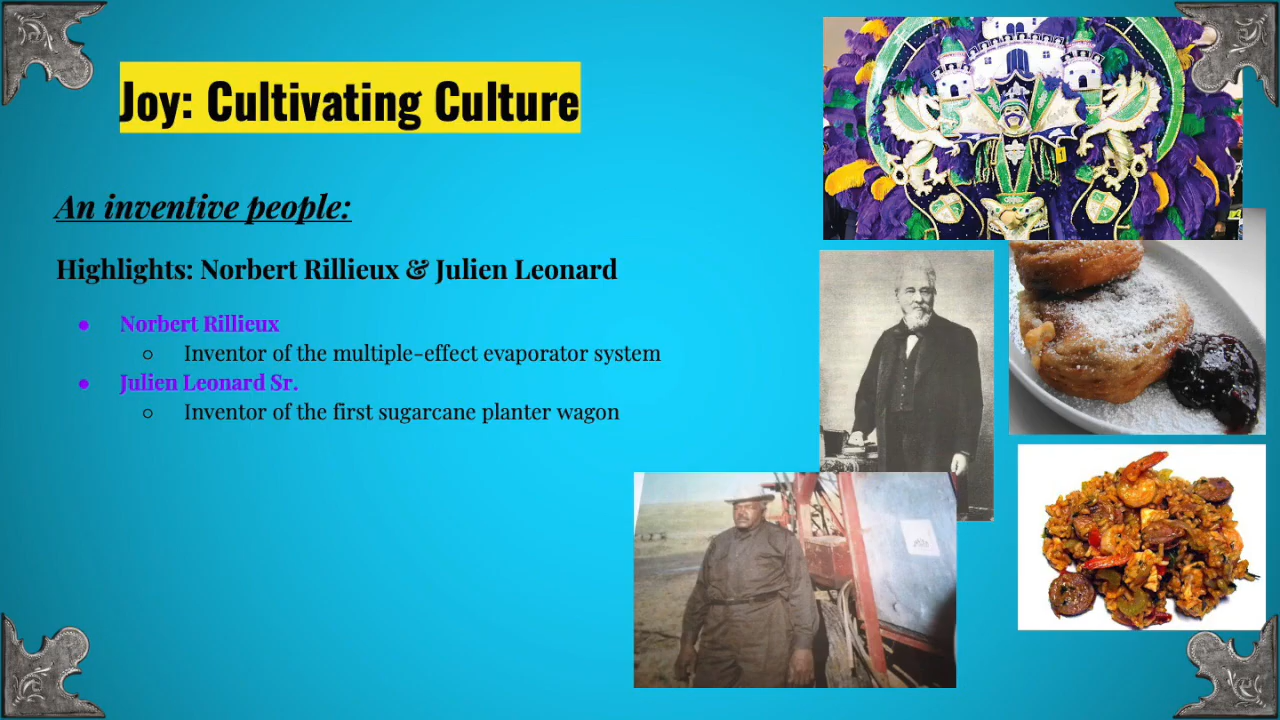 Joy: Cultivating Culture
An inventive people:
Highlights: Norbert Rillieux & Julien Leonard
● Norbert Rillieux
○ Inventor of the multiple-effect evaporator system
● Julien Leonard Sr.
○ Inventor of the first sugarcane planter wagon